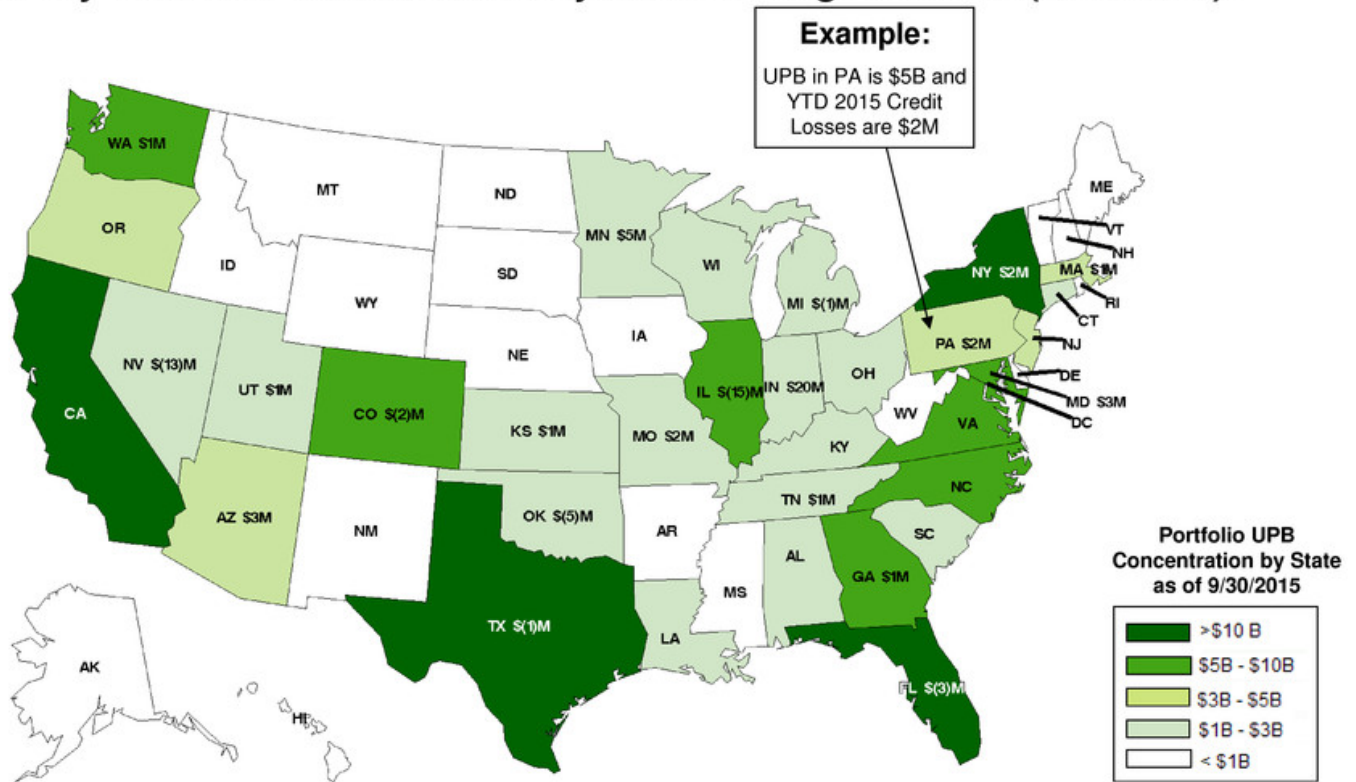 Example:
UPB in PA is $5B and
YTD 2015 Credit
Losses are $2M
WA $1M
MT
ND
MN $5M
ME
OR
ID
SD
WI
VT
NH
NY $2M
MA $1M
WY
MI $(1)M
RI
CT
IA
PA $2M
NJ
NE
NV $(13)M
UT $1M
OH
DE
IL $(15)M
IN $20M
MD $3M
CA
CO $(2)M
WV
DC
VA
KS $1M
MO $2M
KY
NC
TN $1M
AZ $3M
OK $(5)M
NM
AR
SC
AL
GA $1M
MS
TX $(1)M
LA
AK
HI
FL $(3)M
Portfolio UPB
Concentration by State
as of 9/30/2015
>$10 B
$5B - $10B
$3B - $5B
$1B - $3B
< $1B